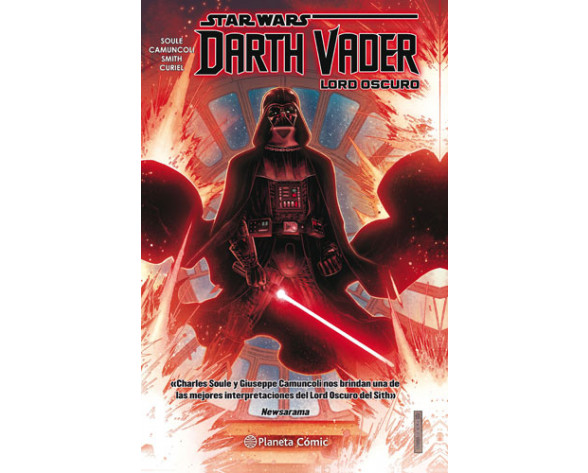 STAR WARS
SOULE
CAMUNCOLI
SMITH
CURIEL
DARTH VADER
LORD OSCURO
«Charles Soule y Giuseppe Camuncoli nos brindan una de
las mejores interpretaciones del Lord Oscuro del Sith»
Newsarama
Planeta Cómic